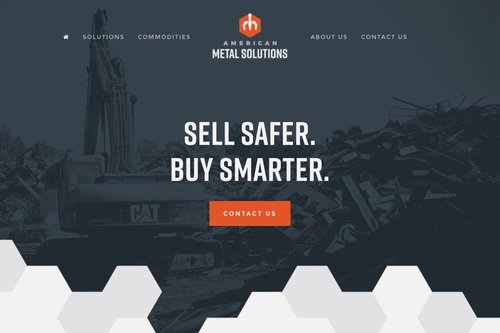 SOLUTIONS
COMMODITIES
AMERICAN
METAL SOLUTIONS
ABOUT US
CONTACT US
SELL SAFER.
BUY SMARTER.
CONTACT US
CAT